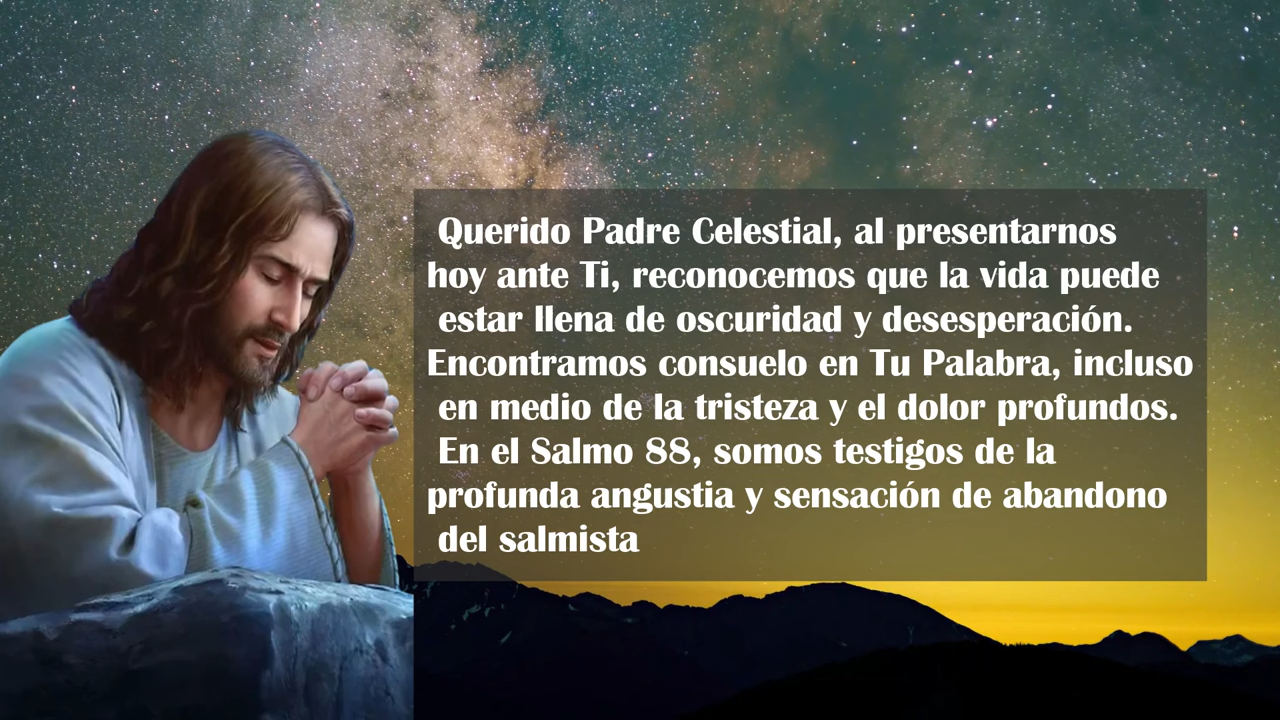 Querido Padre Celestial, al presentarnos
hoy ante Ti, reconocemos que la vida puede
estar llena de oscuridad y desesperación.
Encontramos consuelo en Tu Palabra, incluso
en medio de la tristeza y el dolor profundos.
En el Salmo 88, somos testigos de la
profunda angustia y sensación de abandono
del salmista